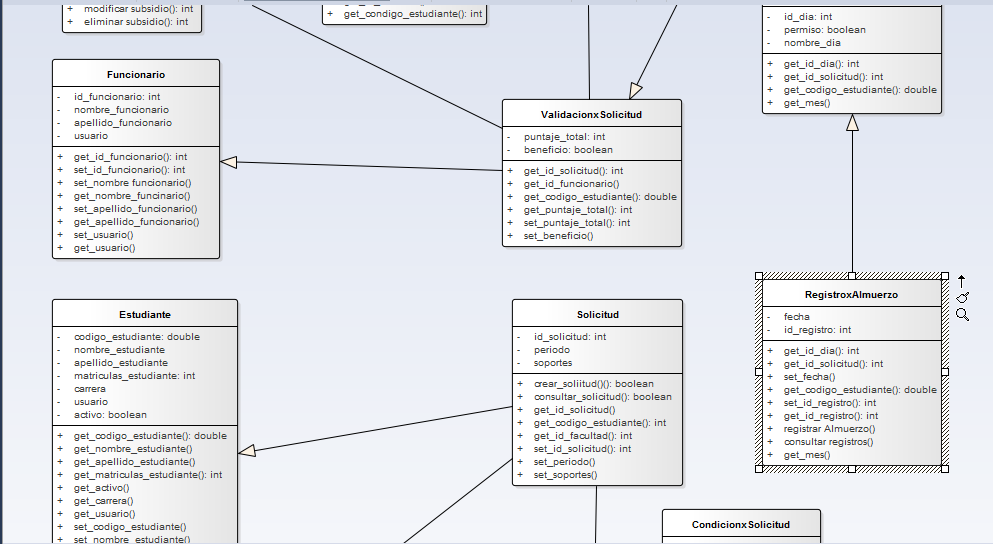 + modificar subsidio(): int
+ eliminar subsidio(): int
+ get_condigo_estudiante(): int
- id_dia: int
- permiso: boolean
- nombre_dia
+ get_id_dia(): int
+ get_id_solicitud(): int
+ get_codigo_estudiante(): double
+ get_mes()
Funcionario
- id_funcionario: int
- nombre_funcionario
- apellido_funcionario
- usuario
+ get_id_funcionario(): int
+ set_id_funcionario(): int
+ set_nombre funcionario()
+ get_nombre_funcinario()
+ set_apellido_funcionario()
+ get_apellido_funcionario()
+ set_usuario()
+ get_usuario()
ValidacionxSolicitud
- puntaje_total: int
- beneficio: boolean
+ get_id_solicitud(): int
+ get_id_funcionario()
+ get_codigo_estudiante(): double
+ get_puntaje_total(): int
+ set_puntaje_total(): int
+ set_beneficio()
RegistroxAlmuerzo
- fecha
- id_registro: int
+ get_id_dia(): int
+ get_id_solicitud(): int
+ set_fecha()
+ get_codigo_estudiante(): double
+ set_id_registro(): int
+ get_id_registro(): int
+ registrar Almuerzo()
+ consultar registros()
+ get_mes()
Estudiante
- codigo_estudiante: double
- nombre_estudiante
- apellido_estudiante
- matriculas_estudiante: int
- carrera
- usuario
- activo: boolean
+ get_codigo_estudiante(): double
+ get_nombre_estudiante()
+ get_apellido_estudiante()
+ get_matriculas_estudiante(): int
+ get_activo()
+ get_carrera()
+ get_usuario()
+ set_codigo_estudiante()
+ set_nombre_estudiante()
Solicitud
- id_solicitud: int
- periodo
- soportes
+ crear_soliitud()(): boolean
+ consultar_solicitud(): boolean
+ get_id_solicitud()
+ get_codigo_estudiante(): int
+ get_id_facultad(): int
+ set_id_solicitud(): int
+ set_periodo()
+ set_soportes()
CondicionxSolicitud